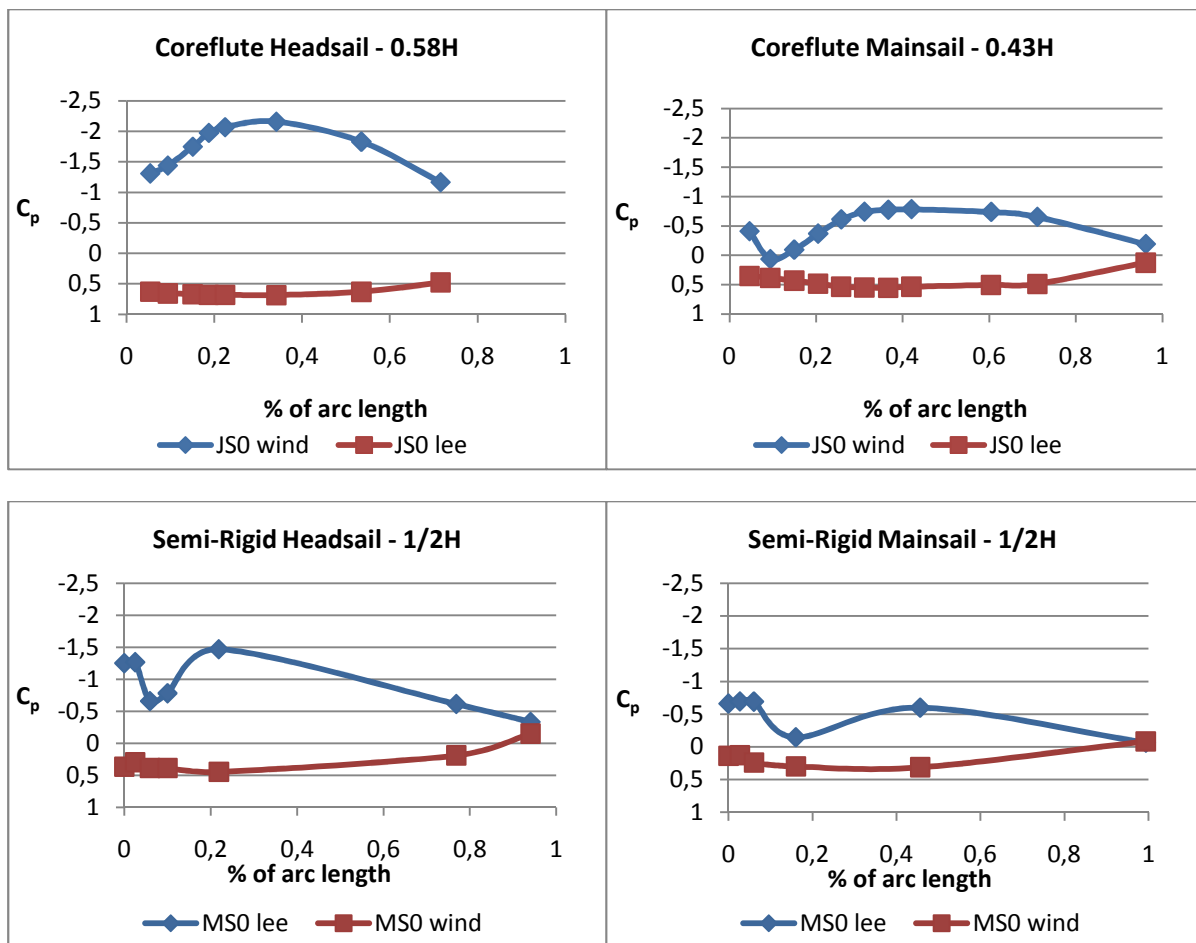 Coreflute Headsail - 0.58H
-2,5
-2
-1,5
-1
-0,5
0
0,5
1
Cp
0 0,2 0,4 0,6 0,8 1
% of arc length
JS0 wind JS0 lee
Coreflute Mainsail - 0.43H
-2,5
-2
-1,5
-1
-0,5
0
0,5
1
Cp
0 0,2 0,4 0,6 0,8 1
% of arc length
JS0 wind JS0 lee
Semi-Rigid Headsail - 1/2H
-2,5
-2
-1,5
-1
-0,5
0
0,5
1
Cp
0 0,2 0,4 0,6 0,8 1
% of arc length
MS0 lee MS0 wind
Semi-Rigid Mainsail - 1/2H
-2,5
-2
-1,5
-1
-0,5
0
0,5
1
Cp
0 0,2 0,4 0,6 0,8 1
% of arc length
MS0 lee MS0 wind